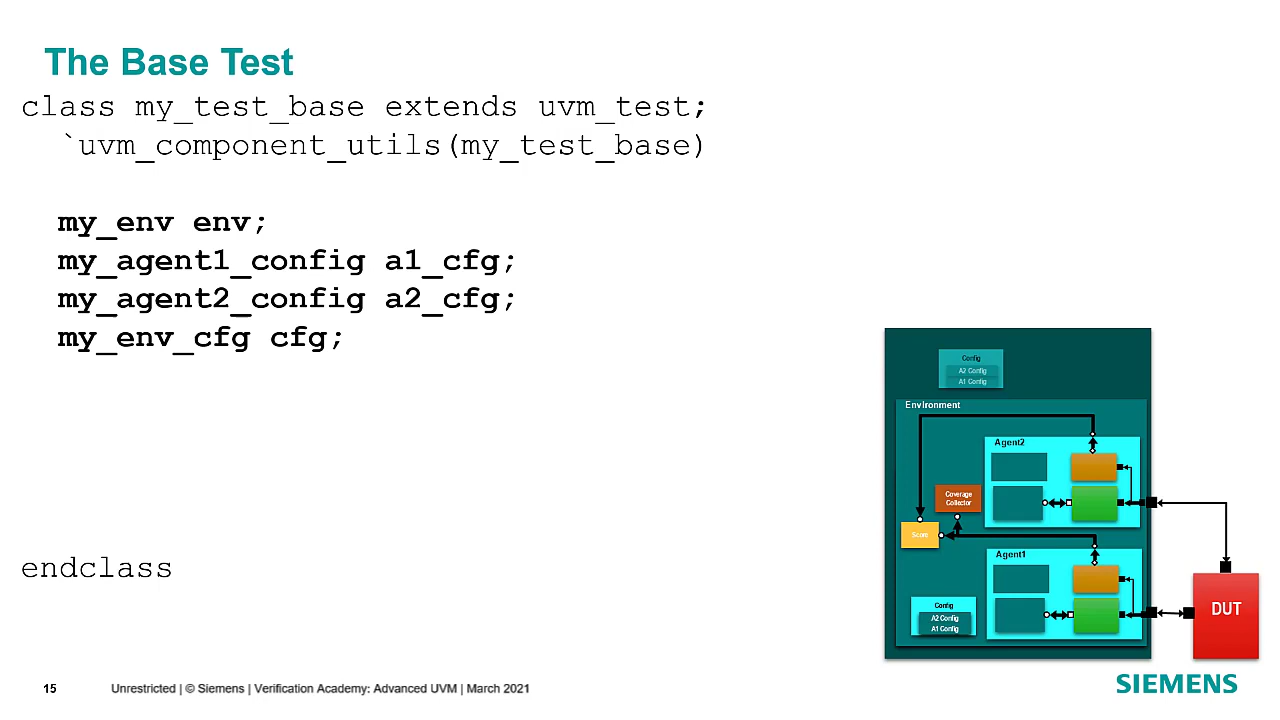 The Base Test
class my_test_base extends uvm_test;
`uvm_component_utils(my_test_base)
my_env env;
my_agent1_config a1_cfg;
my_agent2_config a2_cfg;
my_env_cfg cfg;
endclass
Config
A2 Config
A1 Config
Environment
Agent2
Coverage
Collector
Score
Agent1
Config
A2 Config
A1 Config
DUT
15
Unrestricted | © Siemens | Verification Academy: Advanced UVM | March 2021
SIEMENS